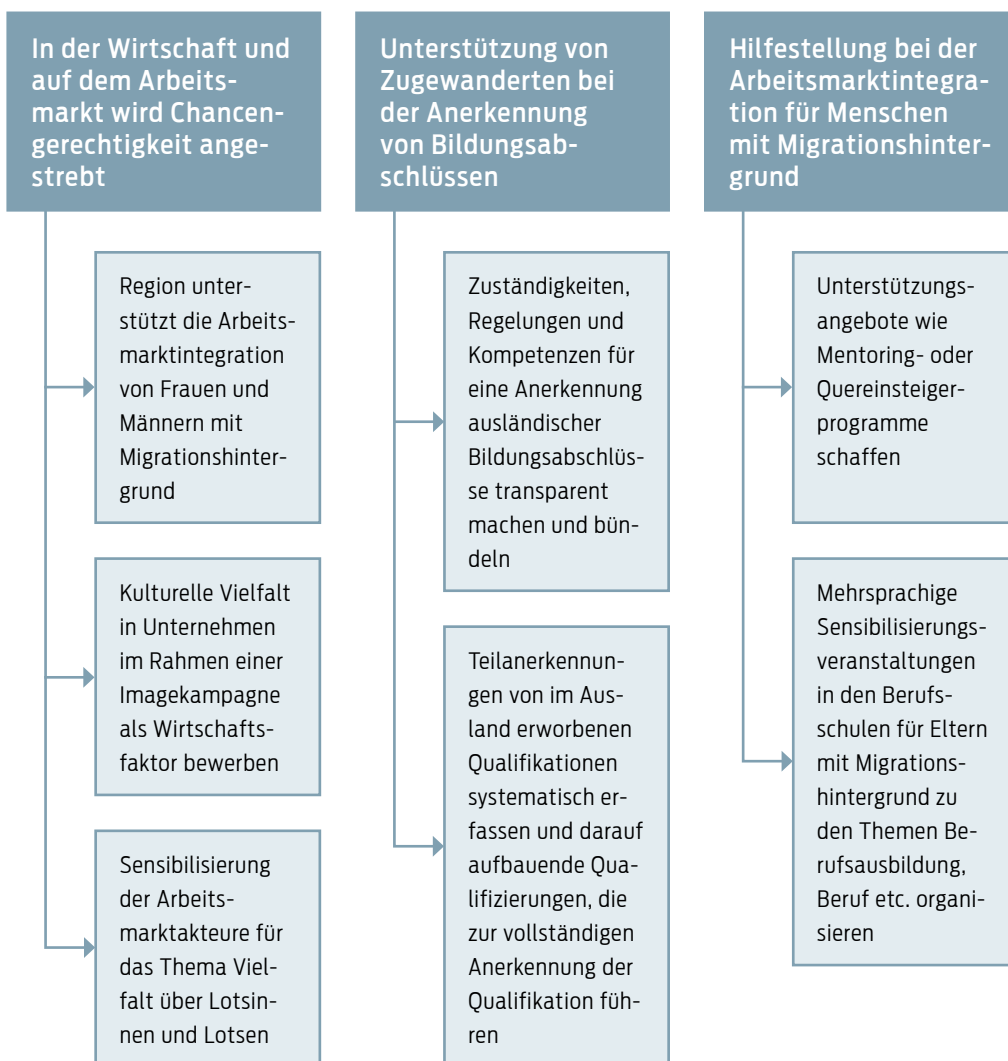 In der Wirtschaft und
auf dem Arbeits-
markt wird Chancen-
gerechtigkeit ange-
strebt
Region unter-
stützt die Arbeits-
marktintegration
von Frauen und
Männern mit
Migrationshinter-
grund
Kulturelle Vielfalt
in Unternehmen
im Rahmen einer
Imagekampagne
als Wirtschafts-
faktor bewerben
Sensibilisierung
der Arbeits-
marktakteure für
das Thema Viel-
falt über Lotsin-
nen und Lotsen
Unterstützung von
Zugewanderten bei
der Anerkennung
von Bildungsab-
schlüssen
Zuständigkeiten,
Regelungen und
Kompetenzen für
eine Anerkennung
ausländischer
Bildungsabschlüs-
se transparent
machen und bün-
deln
Teilanerkennun-
gen von im Aus-
land erworbenen
Qualifikationen
systematisch er-
fassen und darauf
aufbauende Qua-
lifizierungen, die
zur vollständigen
Anerkennung der
Qualifikation füh-
ren
Hilfestellung bei der
Arbeitsmarktintegra-
tion für Menschen
mit Migrationshinter-
grund
Unterstützungs-
angebote wie
Mentoring- oder
Quereinsteiger-
programme
schaffen
Mehrsprachige
Sensibilisierungs-
veranstaltungen
in den Berufs-
schulen für Eltern
mit Migrations-
hintergrund zu
den Themen Be-
rufsausbildung,
Beruf etc. organi-
sieren